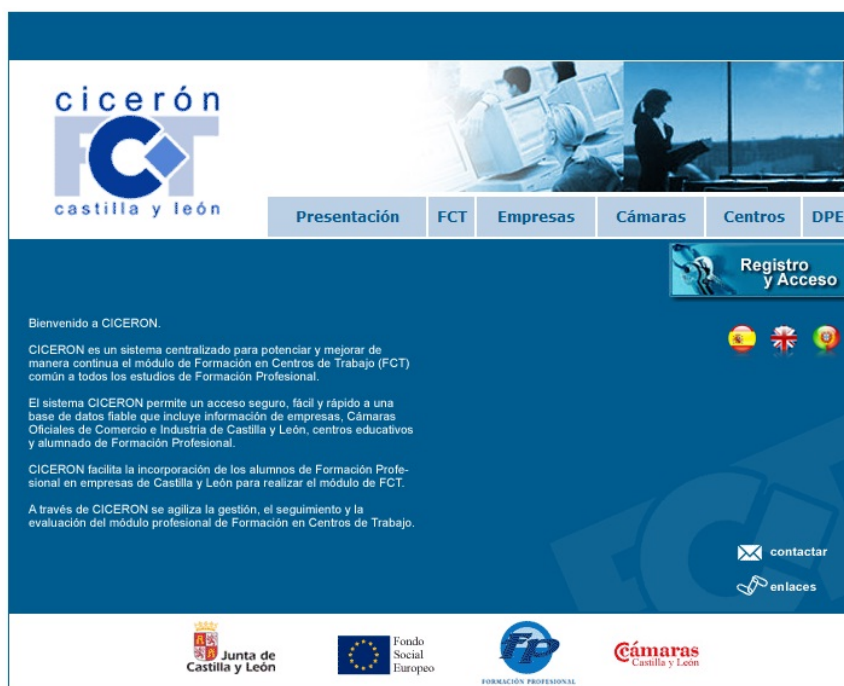 cicerón
FCT
castilla y león
Presentación
FCT
Empresas
Cámaras
Centros
DPE
Registro
y Acceso
Bienvenido a CICERON.
CICERON es un sistema centralizado para potenciar y mejorar de
manera continua el módulo de Formación en Centros de Trabajo (FCT)
común a todos los estudios de Formación Profesional.
El sistema CICERON permite un acceso seguro, fácil y rápido a una
base de datos fiable que incluye información de empresas, Cámaras
Oficiales de Comercio e Industria de Castilla y León, centros educativos
y alumnado de Formación Profesional.
CICERON facilita la incorporación de los alumnos de Formación Profe-
sional en empresas de Castilla y León para realizar el módulo de FCT.
A través de CICERON se agiliza la gestión, el seguimiento y la
evaluación del módulo profesional de Formación en Centros de Trabajo.
FCT
contactar
enlaces
Junta de
Castilla y León
Fondo
Social
Europeo
fp
FORMACIÓN PROFESIONAL
Cámaras
Castilla y León